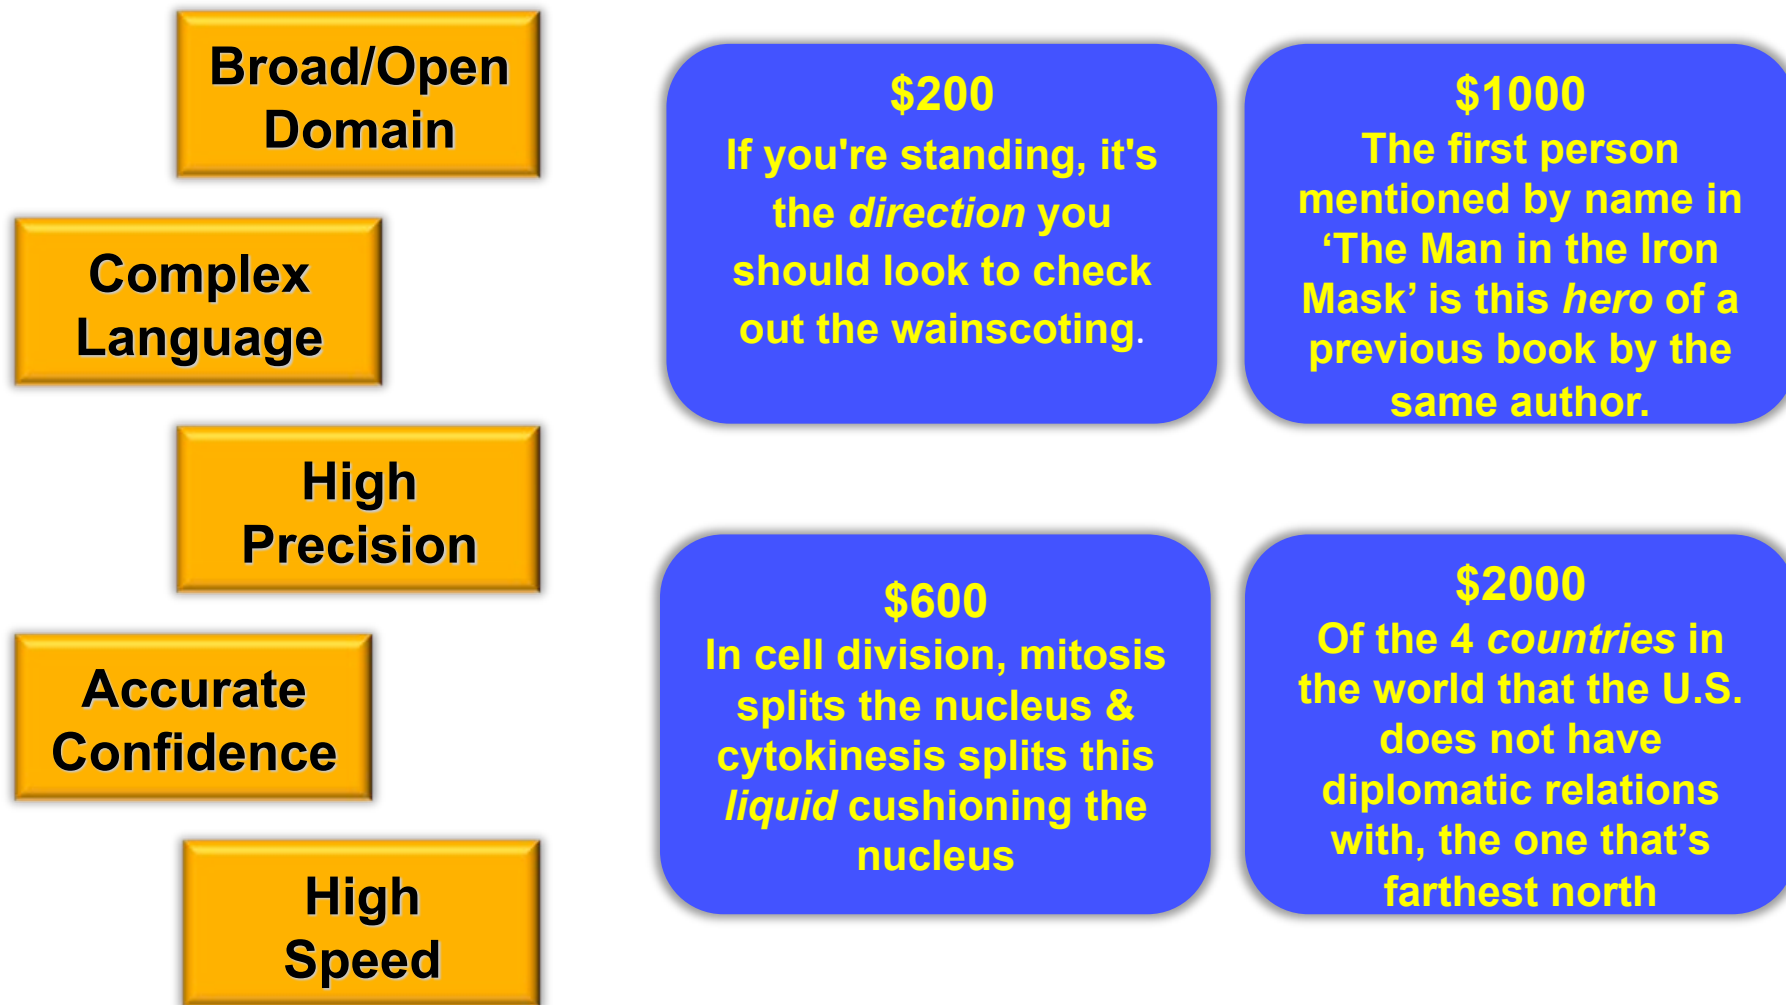 Broad/Open
Domain
Complex
Language
High
Precision
Accurate
Confidence
High
Speed
$200
If you're standing, it's
the direction you
should look to check
out the wainscoting.
$1000
The first person
mentioned by name in
‘The Man in the Iron
Mask’ is this hero of a
previous book by the
same author.
$600
In cell division, mitosis
splits the nucleus &
cytokinesis splits this
liquid cushioning the
nucleus
$2000
Of the 4 countries in
the world that the U.S.
does not have
diplomatic relations
with, the one that’s
farthest north